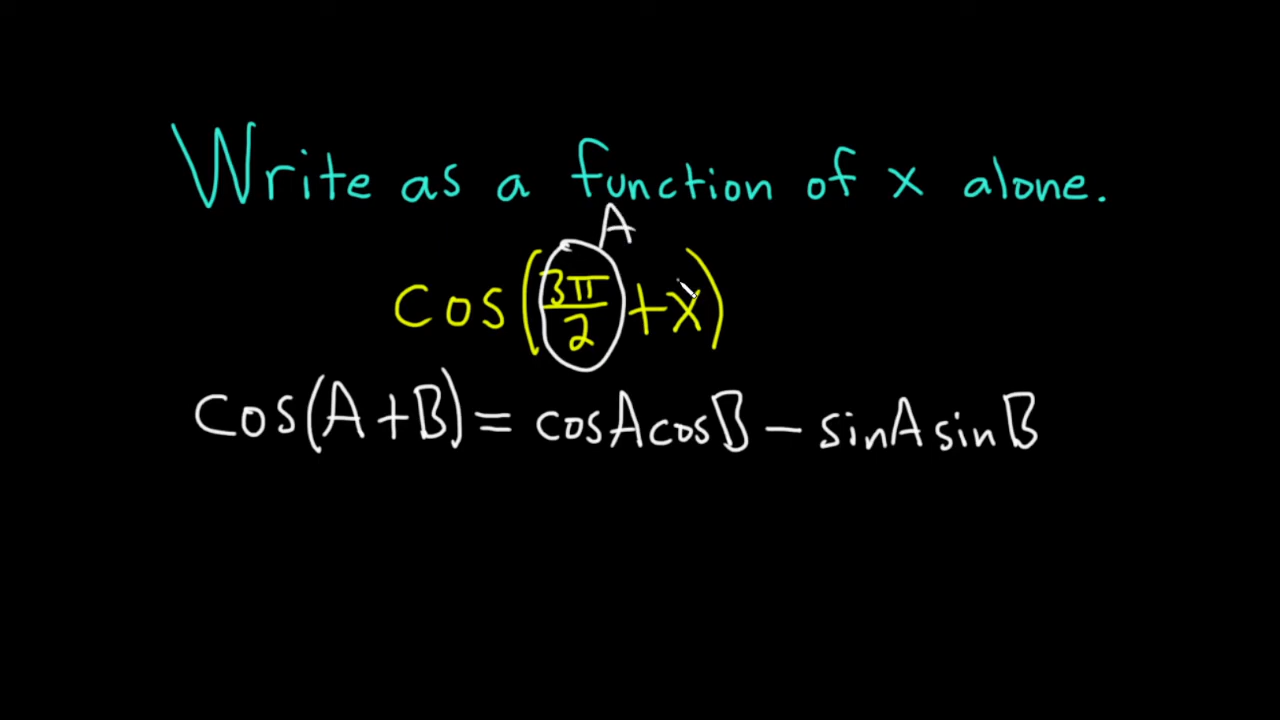 Write as a function of x alone.
A
cos(3π/2 + x)
cos(A+B) = cosAcosB - sinAsinB